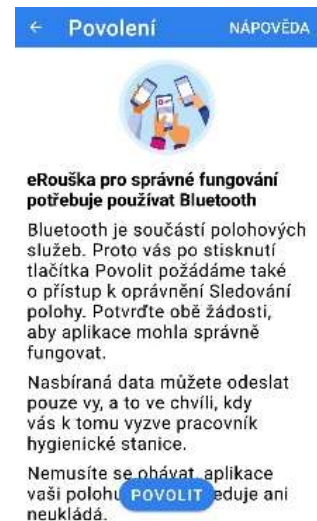 ← Povolení NÁPOVĚDA
eRouška pro správné fungování
potřebuje používat Bluetooth
Bluetooth je součástí polohových
služeb. Proto vás po stisknutí
tlačítka Povolit požádáme také
o přístup k oprávnění Sledování
polohy. Potvrďte obě žádosti,
aby aplikace mohla správně
fungovat.
Nasbíraná data můžete odeslat
pouze vy, a to ve chvíli, kdy
vás k tomu vyzve pracovník
hygienické stanice.
Nemusíte se obávat, aplikace
vaši polohu POVOLIT eduje ani
neukládá.